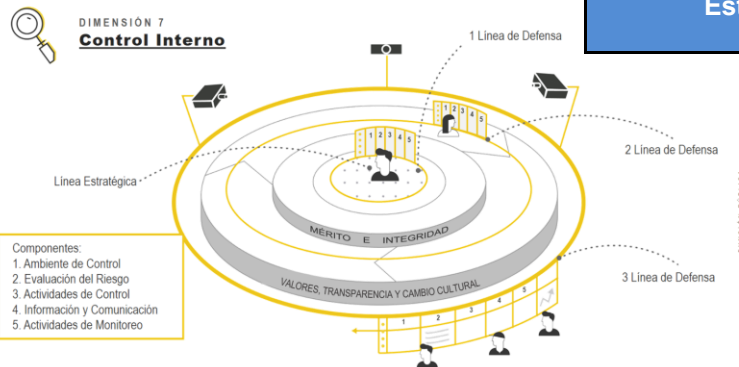 DIMENSIÓN 7
Control Interno
Est
1 Línea de Defensa
1 2 3 4 5
1 2 3 4 5
2 Línea de Defensa
Línea Estratégica
MÉRITO E INTEGRIDAD
VALORES, TRANSPARENCIA Y CAMBIO CULTURAL
3 Línea de Defensa
1 2 3 4 5
Componentes:
1. Ambiente de Control
2. Evaluación del Riesgo
3. Actividades de Control
4. Información y Comunicación
5. Actividades de Monitoreo